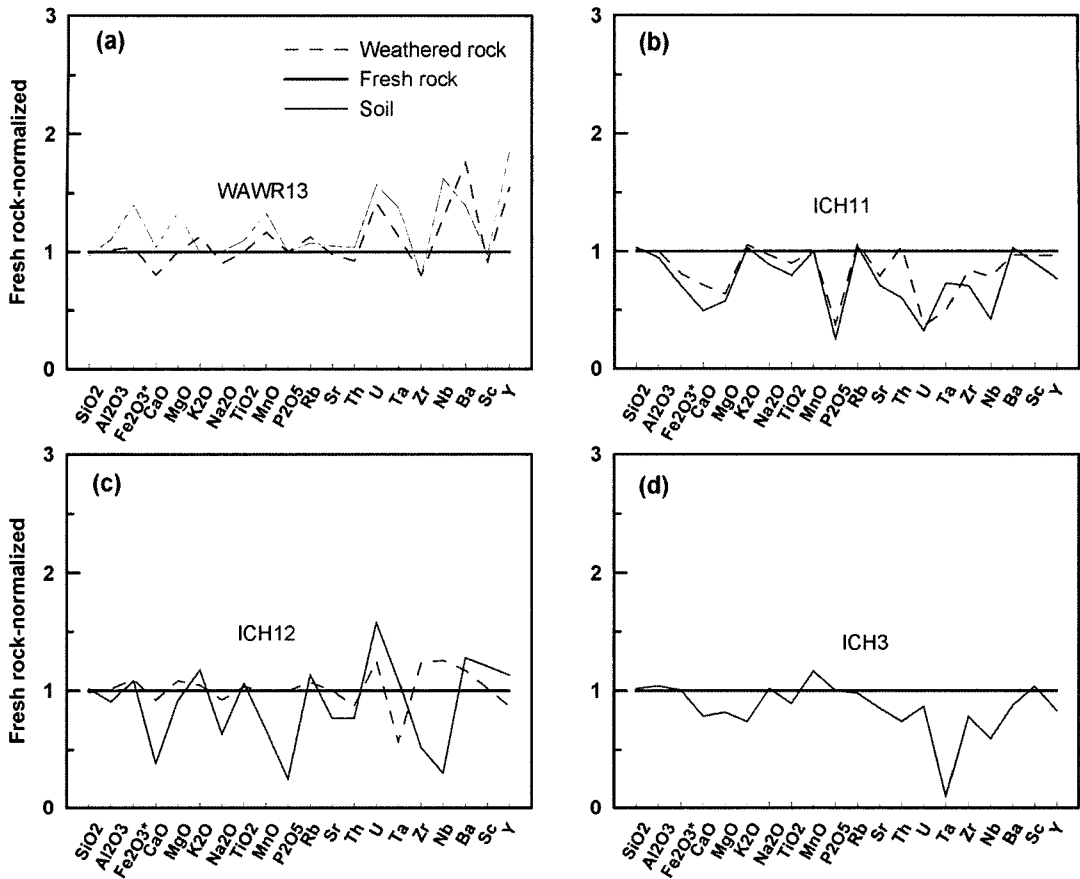 3
(a)
Weathered rock
Fresh rock
Soil
2
WAWR13
1
0
Fresh rock-normalized
SiO2
Al2O3
Fe2O3*
CaO
MgO
K2O
Na2O
TiO2
MnO
P2O5
Rb
Sr
Th
U
Ta
Zr
Nb
Ba
Sc
Y
3
(b)
2
ICH11
1
0
SiO2
Al2O3
Fe2O3*
CaO
MgO
K2O
Na2O
TiO2
MnO
P2O5
Rb
Sr
Th
U
Ta
Zr
Nb
Ba
Sc
Y
3
(c)
2
ICH12
1
0
Fresh rock-normalized
SiO2
Al2O3
Fe2O3*
CaO
MgO
K2O
Na2O
TiO2
MnO
P2O5
Rb
Sr
Th
U
Ta
Zr
Nb
Ba
Sc
Y
3
(d)
2
ICH3
1
0
SiO2
Al2O3
Fe2O3*
CaO
MgO
K2O
Na2O
TiO2
MnO
P2O5
Rb
Sr
Th
U
Ta
Zr
Nb
Ba
Sc
Y